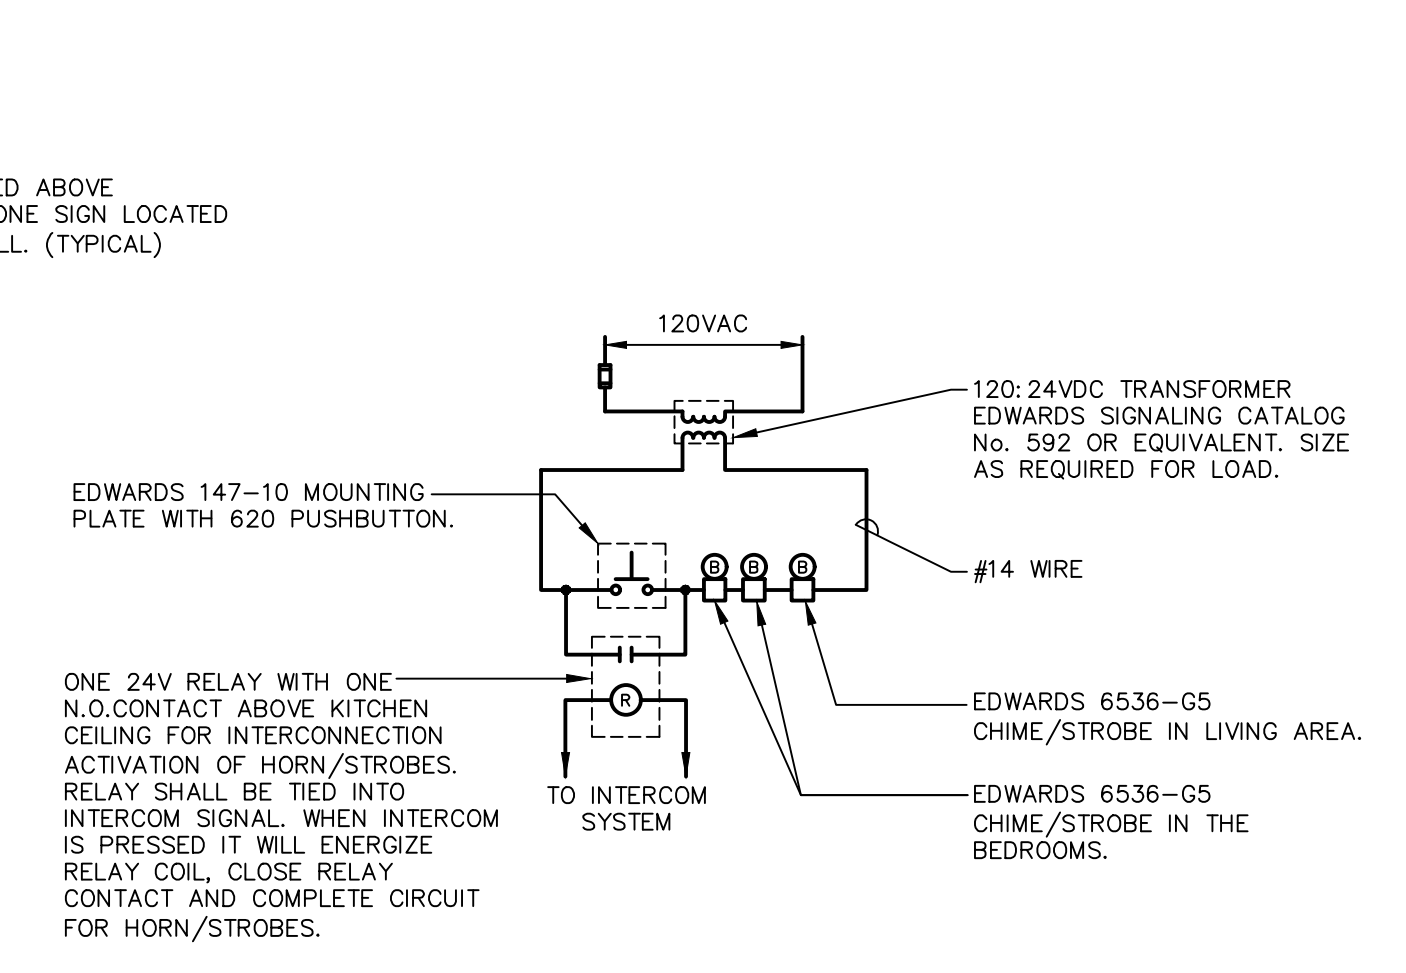 ED ABOVE
ONE SIGN LOCATED
LL. (TYPICAL)
120VAC
120:24VDC TRANSFORMER
EDWARDS SIGNALING CATALOG
No. 592 OR EQUIVALENT. SIZE
AS REQUIRED FOR LOAD.
EDWARDS 147-10 MOUNTING
PLATE WITH 620 PUSHBUTTON.
B B B
#14 WIRE
ONE 24V RELAY WITH ONE
N.O.CONTACT ABOVE KITCHEN
CEILING FOR INTERCONNECTION
ACTIVATION OF HORN/STROBES.
RELAY SHALL BE TIED INTO
INTERCOM SIGNAL. WHEN INTERCOM
IS PRESSED IT WILL ENERGIZE
RELAY COIL, CLOSE RELAY
CONTACT AND COMPLETE CIRCUIT
FOR HORN/STROBES.
R
TO INTERCOM
SYSTEM
EDWARDS 6536-G5
CHIME/STROBE IN LIVING AREA.
EDWARDS 6536-G5
CHIME/STROBE IN THE
BEDROOMS.